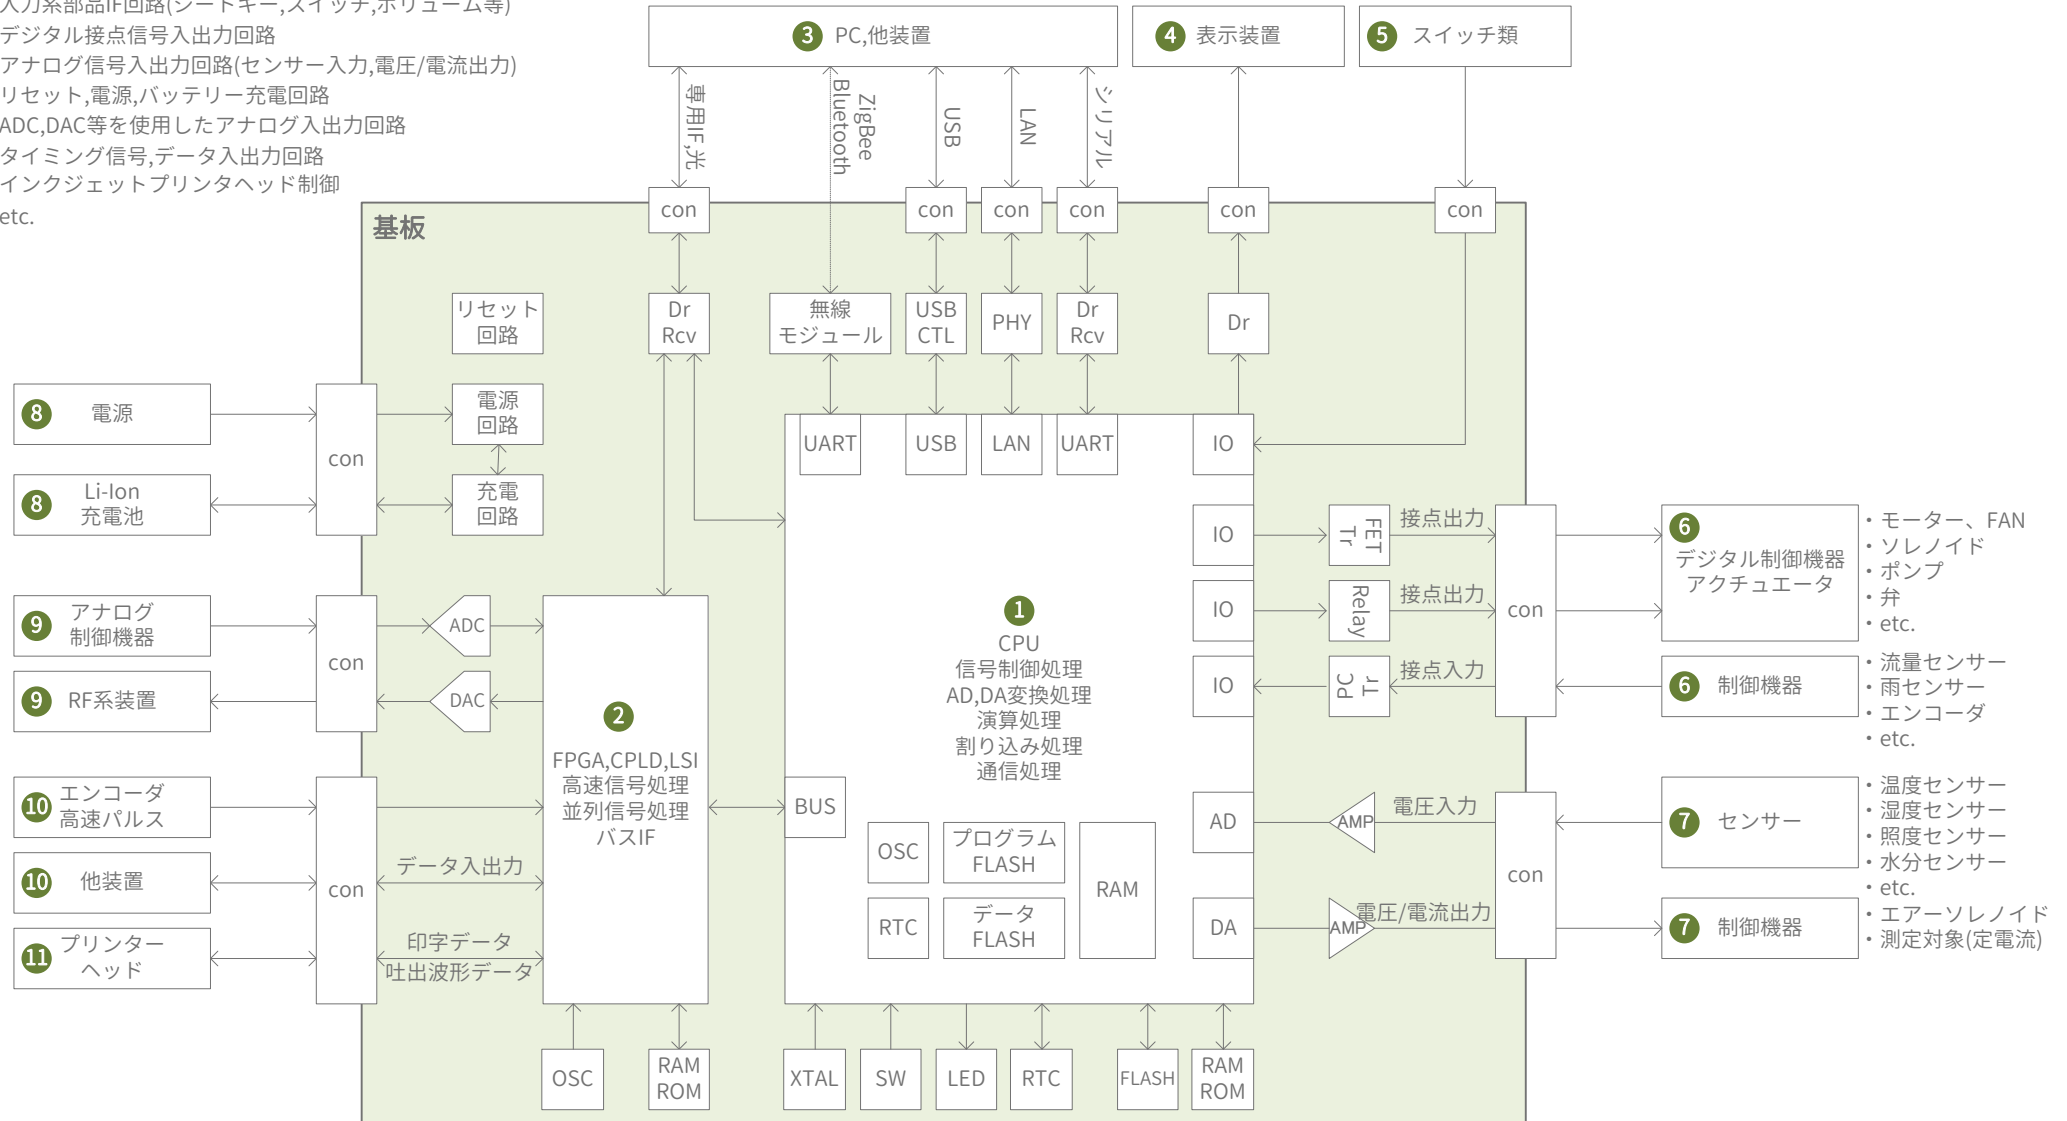 入力系部品IF回路(シートキー,スイッチ,ボリューム等)
デジタル接点信号入出力回路
アナログ信号入出力回路(センサー入力,電圧/電流出力)
リセット,電源,バッテリー充電回路
ADC,DAC等を使用したアナログ入出力回路
タイミング信号,データ入出力回路
インクジェットプリンタヘッド制御
etc.
3 PC,他装置
4 表示装置
5 スイッチ類
専用IF,光
ZigBee
Bluetooth
USB
LAN
シリアル
con
con
con
con
con
con
基板
リセット
回路
Dr
Rcv
無線
モジュール
USB
CTL
PHY
Dr
Rcv
Dr
8 電源
8 Li-Ion
充電池
con
電源
回路
充電
回路
UART
USB
LAN
UART
IO
IO
FET
Tr
接点出力
IO
Relay
接点出力
IO
Tr
PC
接点入力
con
6
デジタル制御機器
アクチュエータ
・モーター、FAN
・ソレノイド
・ポンプ
・弁
・etc.
6 制御機器
・流量センサー
・雨センサー
・エンコーダ
・etc.
9 アナログ
制御機器
9 RF系装置
con
ADC
DAC
2
FPGA,CPLD,LSI
高速信号処理
並列信号処理
バスIF
1
CPU
信号制御処理
AD,DA変換処理
演算処理
割り込み処理
通信処理
10 エンコーダ
高速パルス
10 他装置
11 プリンター
ヘッド
con
データ入出力
印字データ
吐出波形データ
BUS
OSC
プログラム
FLASH
RAM
RTC
データ
FLASH
AD
AMP
電圧入力
DA
AMP
電圧/電流出力
con
7 センサー
・温度センサー
・湿度センサー
・照度センサー
・水分センサー
・etc.
7 制御機器
・エアーソレノイド
・測定対象(定電流)
OSC
RAM
ROM
XTAL
SW
LED
RTC
FLASH
RAM
ROM